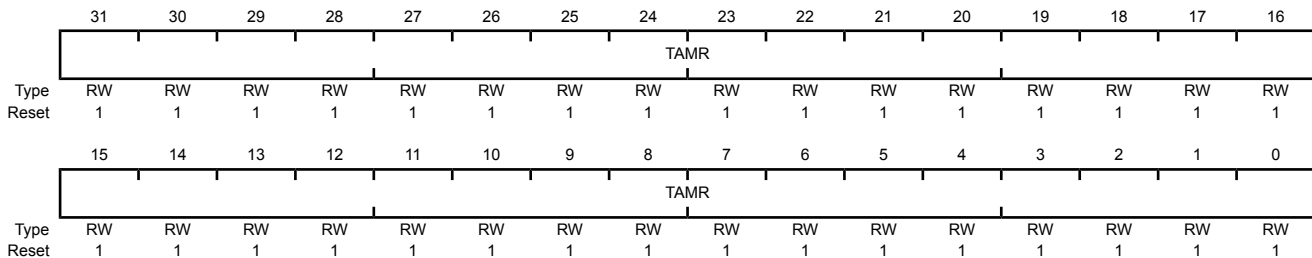 31 30 29 28 27 26 25 24 23 22 21 20 19 18 17 16
TAMR
Type RW RW RW RW RW RW RW RW RW RW RW RW RW RW RW RW
Reset 1 1 1 1 1 1 1 1 1 1 1 1 1 1 1 1
15 14 13 12 11 10 9 8 7 6 5 4 3 2 1 0
TAMR
Type RW RW RW RW RW RW RW RW RW RW RW RW RW RW RW RW
Reset 1 1 1 1 1 1 1 1 1 1 1 1 1 1 1 1